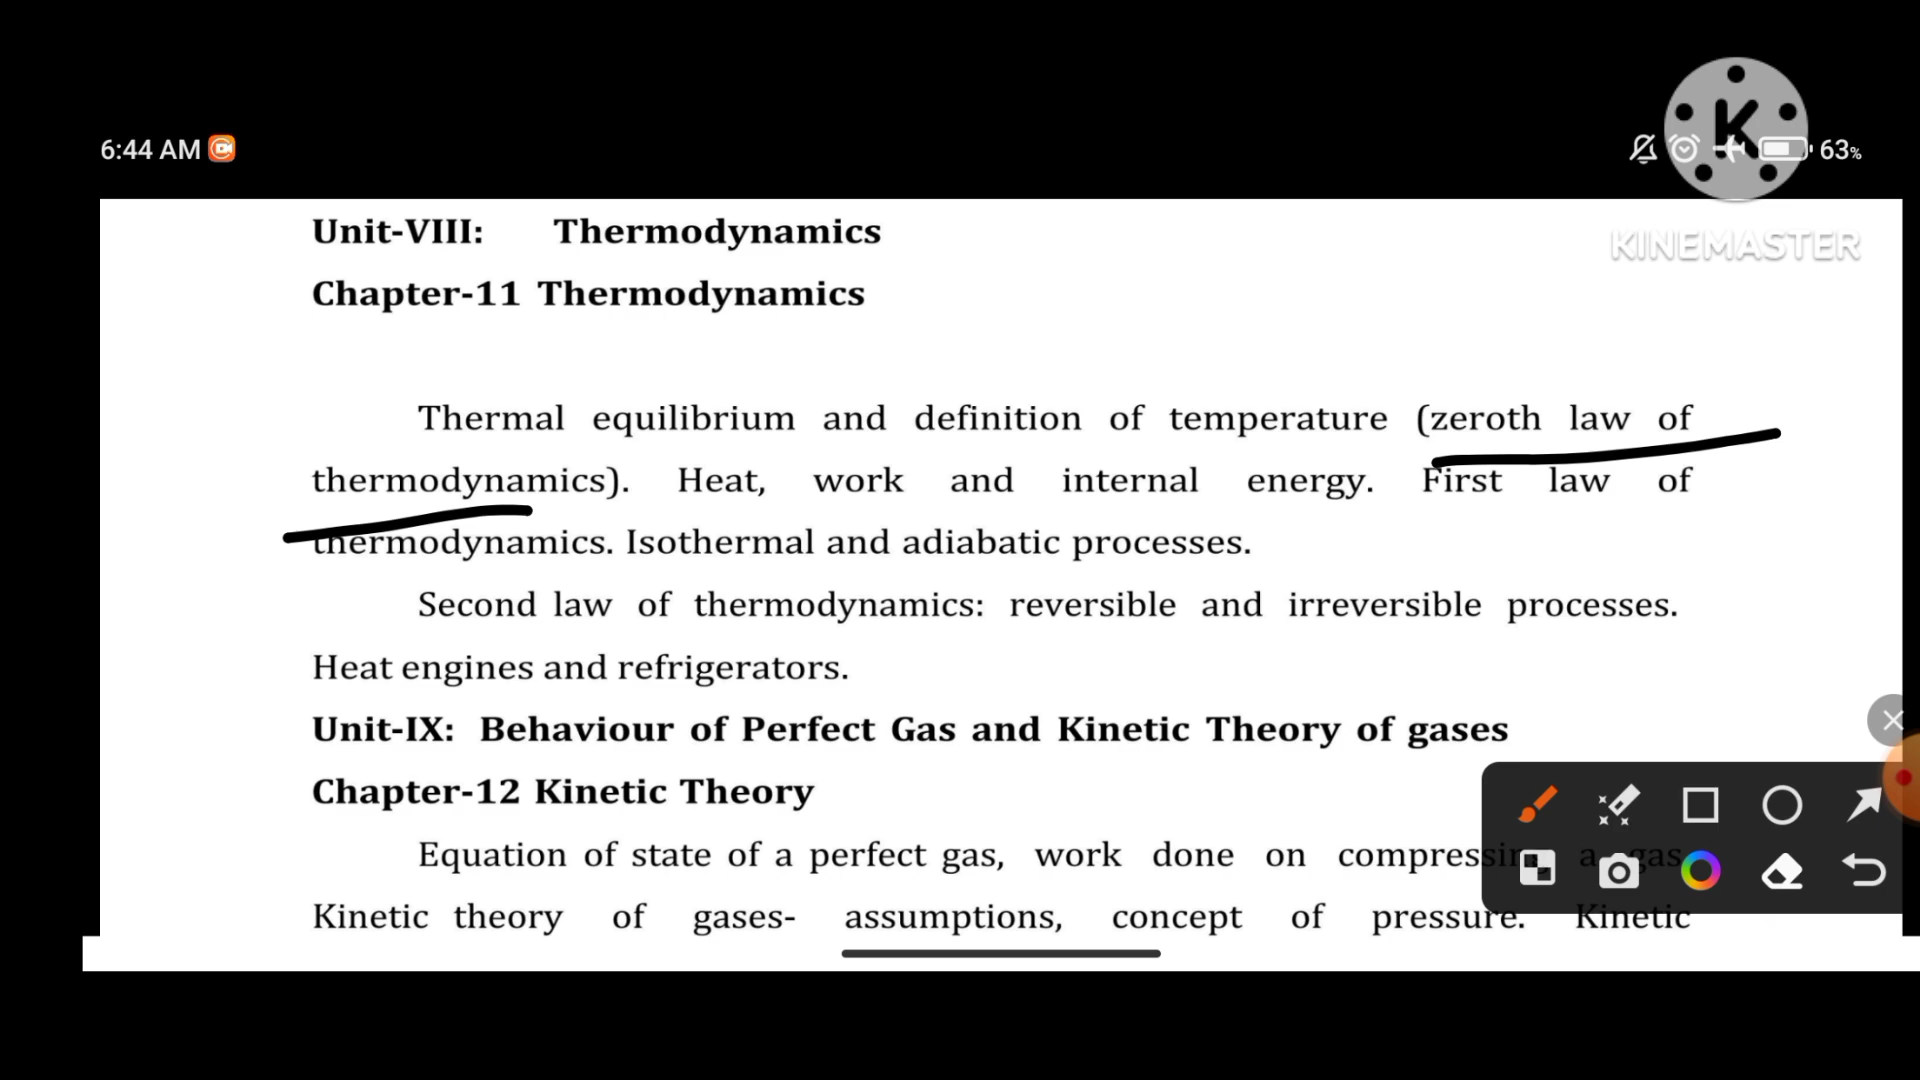 6:44 AM
63%
K
KINEMASTER
Unit-VIII: Thermodynamics
Chapter-11 Thermodynamics
Thermal equilibrium and definition of temperature (zeroth law of
thermodynamics). Heat, work and internal energy. First law of
thermodynamics. Isothermal and adiabatic processes.
Second law of thermodynamics: reversible and irreversible processes.
Heat engines and refrigerators.
Unit-IX: Behaviour of Perfect Gas and Kinetic Theory of gases
Chapter-12 Kinetic Theory
Equation of state of a perfect gas, work done on compressing a gas
Kinetic theory of gases- assumptions, concept of pressure. Kinetic